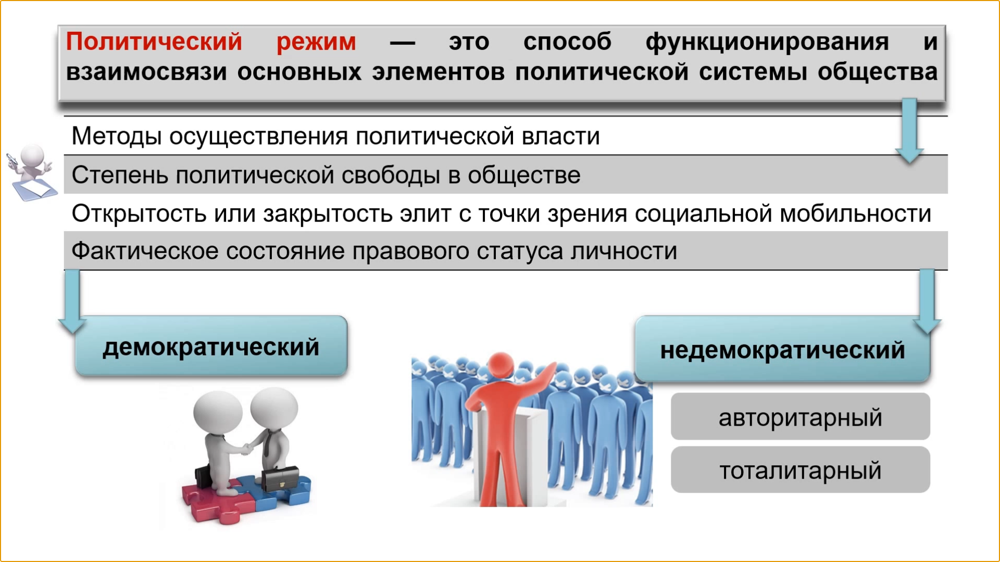 Политический режим — это способ функционирования и
взаимосвязи основных элементов политической системы общества
Методы осуществления политической власти
Степень политической свободы в обществе
Открытость или закрытость элит с точки зрения социальной мобильности
Фактическое состояние правового статуса личности
демократический
недемократический
авторитарный
тоталитарный